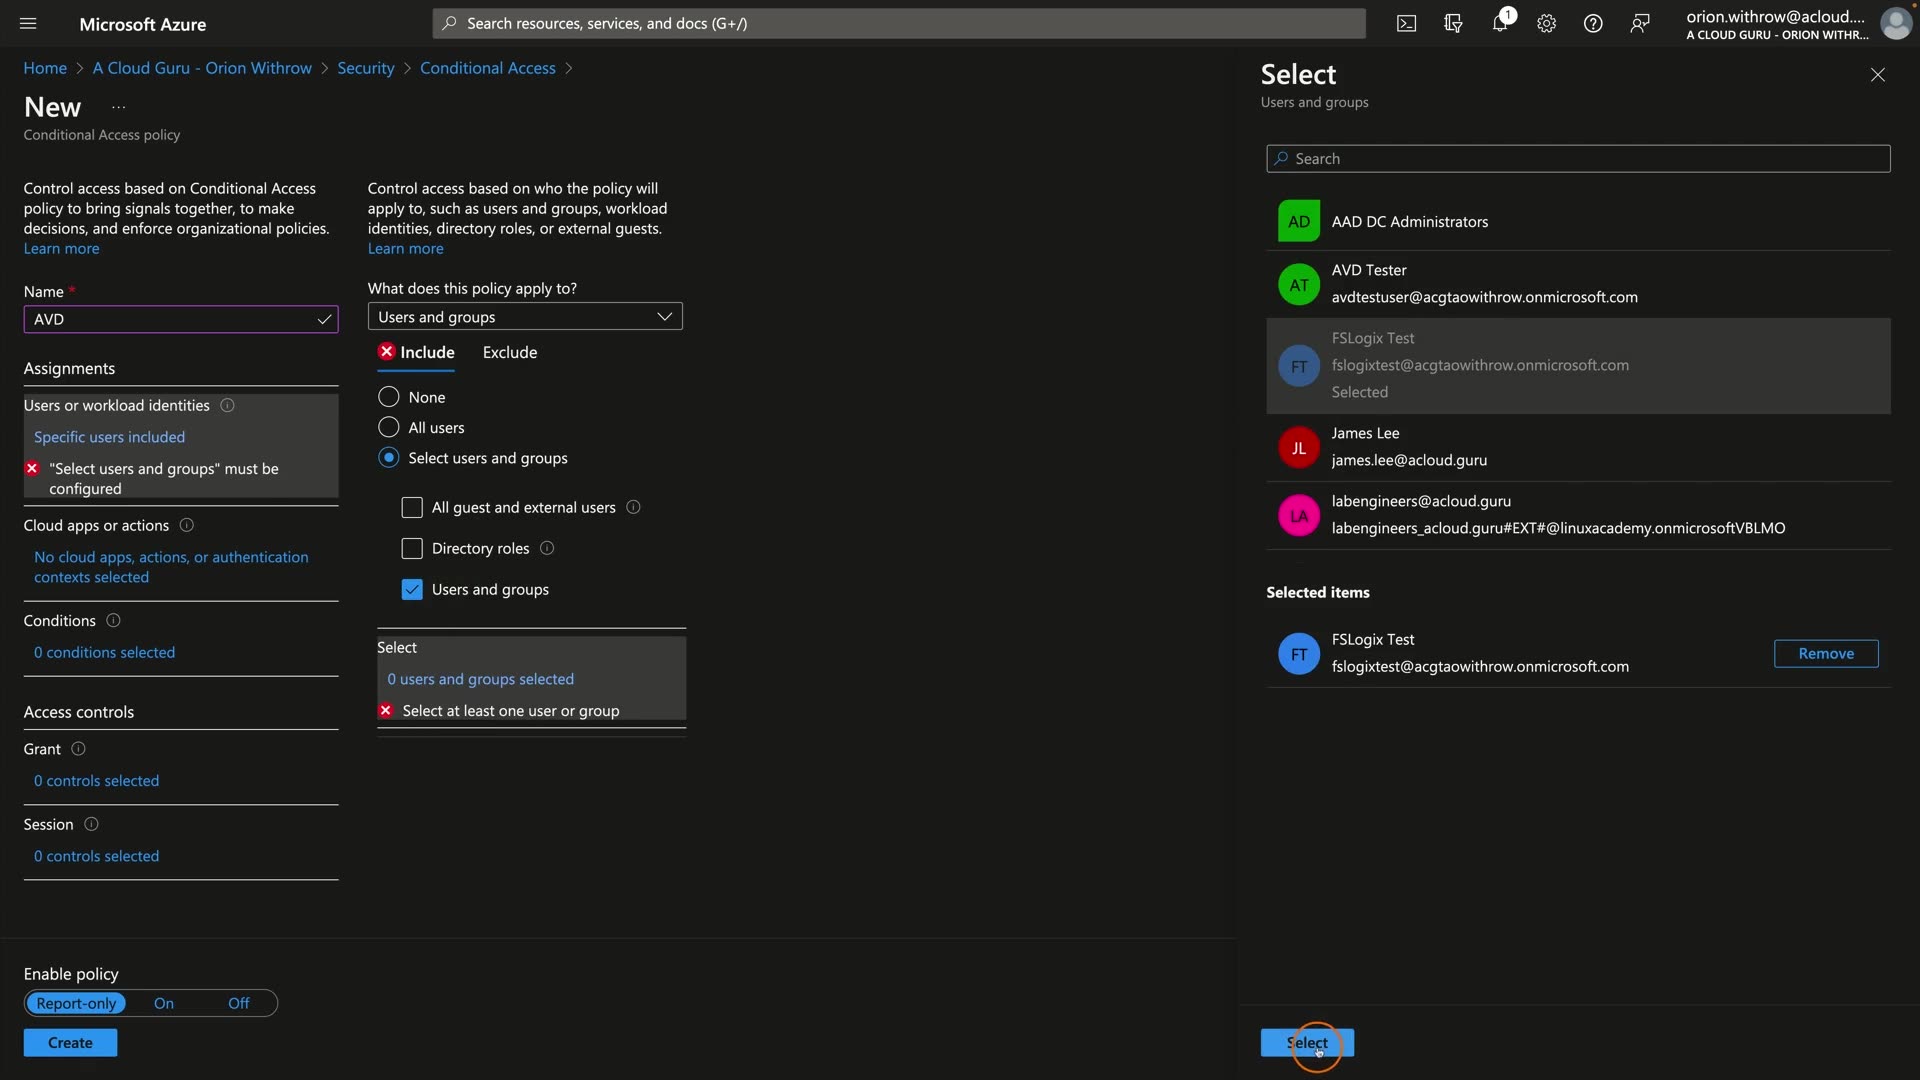 Microsoft Azure
Search resources, services, and docs (G+/)
1
orion.withrow@acloud....
A CLOUD GURU - ORION WITHR...
Home > A Cloud Guru - Orion Withrow > Security > Conditional Access >
New ...
Conditional Access policy
Control access based on Conditional Access
policy to bring signals together, to make
decisions, and enforce organizational policies.
Learn more
Name *
AVD
Assignments
Users or workload identities
Specific users included
"Select users and groups" must be
configured
Cloud apps or actions
No cloud apps, actions, or authentication
contexts selected
Conditions
0 conditions selected
Access controls
Grant
0 controls selected
Session
0 controls selected
Enable policy
Report-only On Off
Create
Control access based on who the policy will
apply to, such as users and groups, workload
identities, directory roles, or external guests.
Learn more
What does this policy apply to?
Users and groups
Include Exclude
None
All users
Select users and groups
All guest and external users
Directory roles
Users and groups
Select
0 users and groups selected
Select at least one user or group
Select
Users and groups
Search
AD AAD DC Administrators
AT AVD Tester
avdtestuser@acgtaowithrow.onmicrosoft.com
FT FSLogix Test
fslogixtest@acgtaowithrow.onmicrosoft.com
Selected
JL James Lee
james.lee@acloud.guru
LA labengineers@acloud.guru
labengineers_acloud.guru#EXT#@linuxacademy.onmicrosoftVBLMO
Selected items
FT FSLogix Test
fslogixtest@acgtaowithrow.onmicrosoft.com
Remove
Select